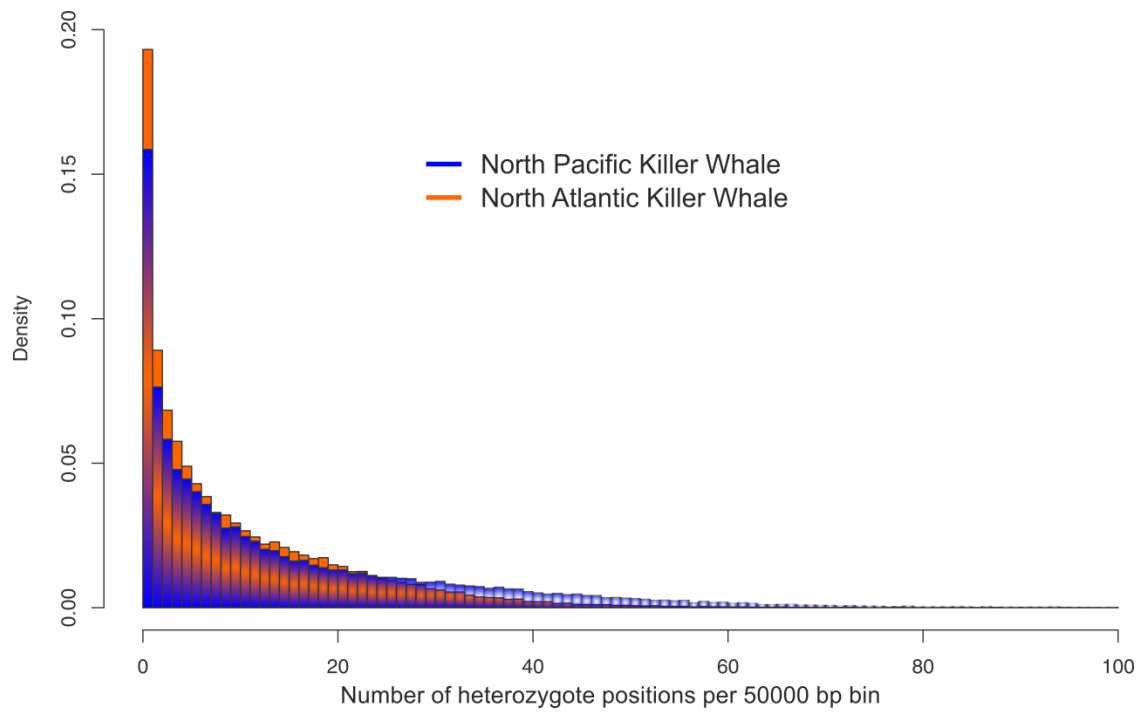 0.20
0.15
0.10
0.05
0.00
Density
North Pacific Killer Whale
North Atlantic Killer Whale
0 20 40 60 80 100
Number of heterozygote positions per 50000 bp bin